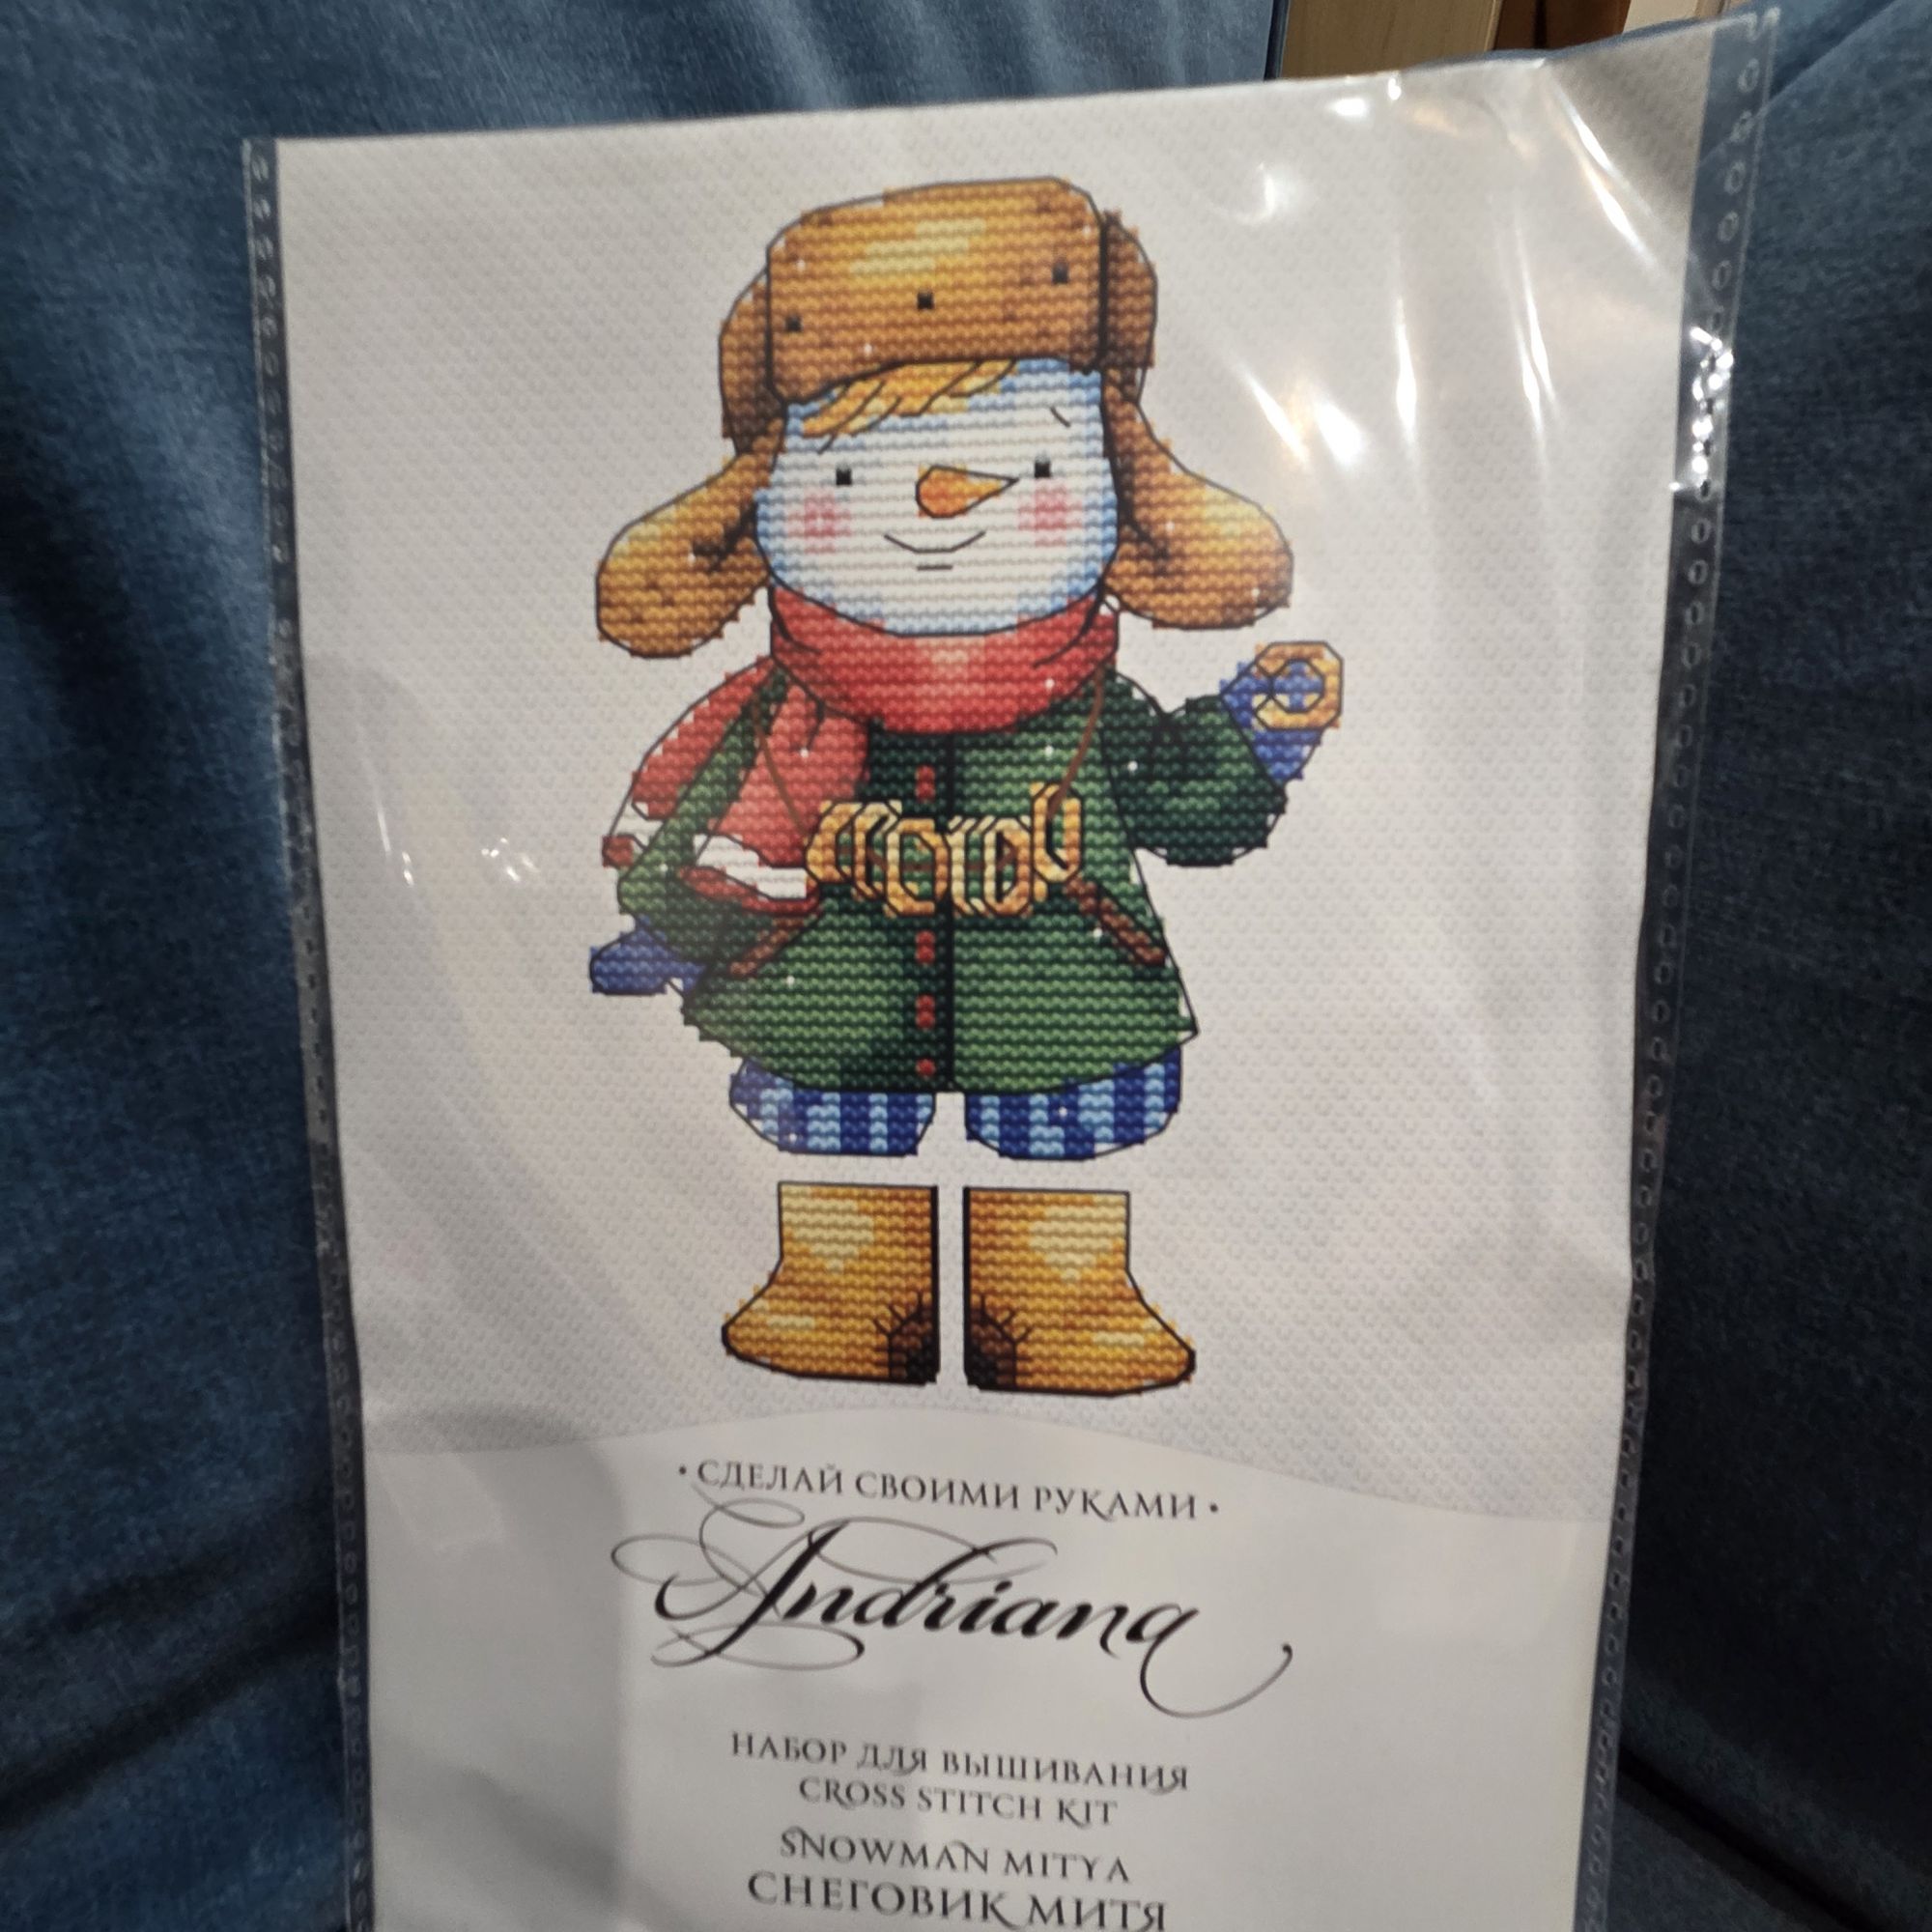 • СДЕЛАЙ СВОИМИ РУКАМИ •
Andriana
НАБОР ДЛЯ ВЫШИВАНИЯ
CROSS STITCH KIT
SNOWMAN MITYA
СНЕГОВИК МИТЯ